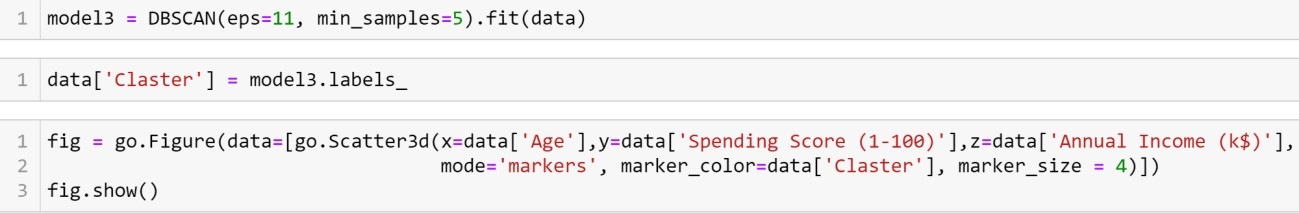 1 model3 = DBSCAN(eps=11, min_samples=5).fit(data)
1 data['Claster'] = model3.labels_
1 fig = go.Figure(data=[go.Scatter3d(x=data['Age'],y=data['Spending Score (1-100)'],z=data['Annual Income (k$)'],
2 mode='markers', marker_color=data['Claster'], marker_size = 4)])
3 fig.show()